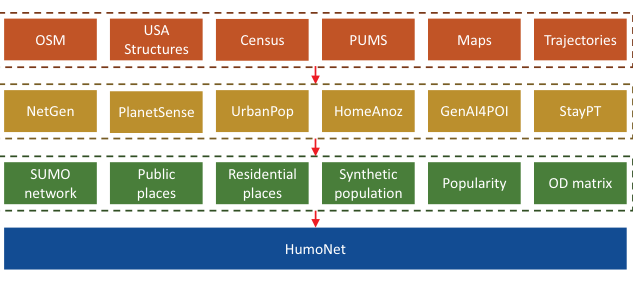 OSM
USA
Structures
Census
PUMS
Maps
Trajectories
NetGen
PlanetSense
UrbanPop
HomeAnoz
GenAI4POI
StayPT
SUMO
network
Public
places
Residential
places
Synthetic
population
Popularity
OD matrix
HumoNet